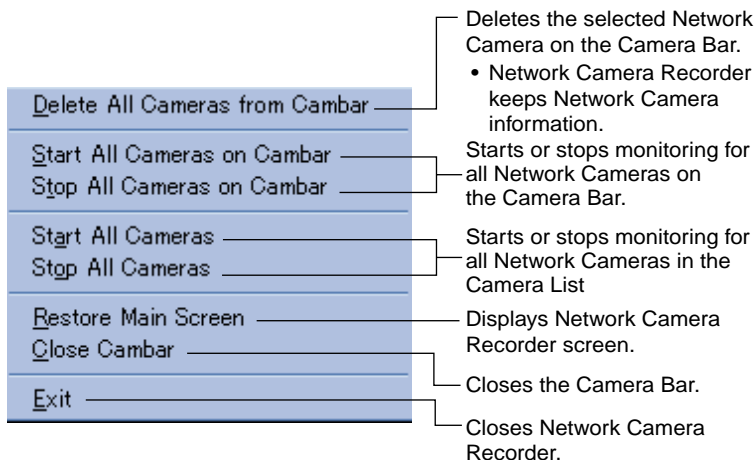 Deletes the selected Network
Camera on the Camera Bar.
• Network Camera Recorder
keeps Network Camera
information.
Delete All Cameras from Cambar
Start All Cameras on Cambar
Stop All Cameras on Cambar
Starts or stops monitoring for
all Network Cameras on
the Camera Bar.
Start All Cameras
Stop All Cameras
Starts or stops monitoring for
all Network Cameras in the
Camera List
Restore Main Screen
Displays Network Camera
Recorder screen.
Close Cambar
Closes the Camera Bar.
Exit
Closes Network Camera
Recorder.